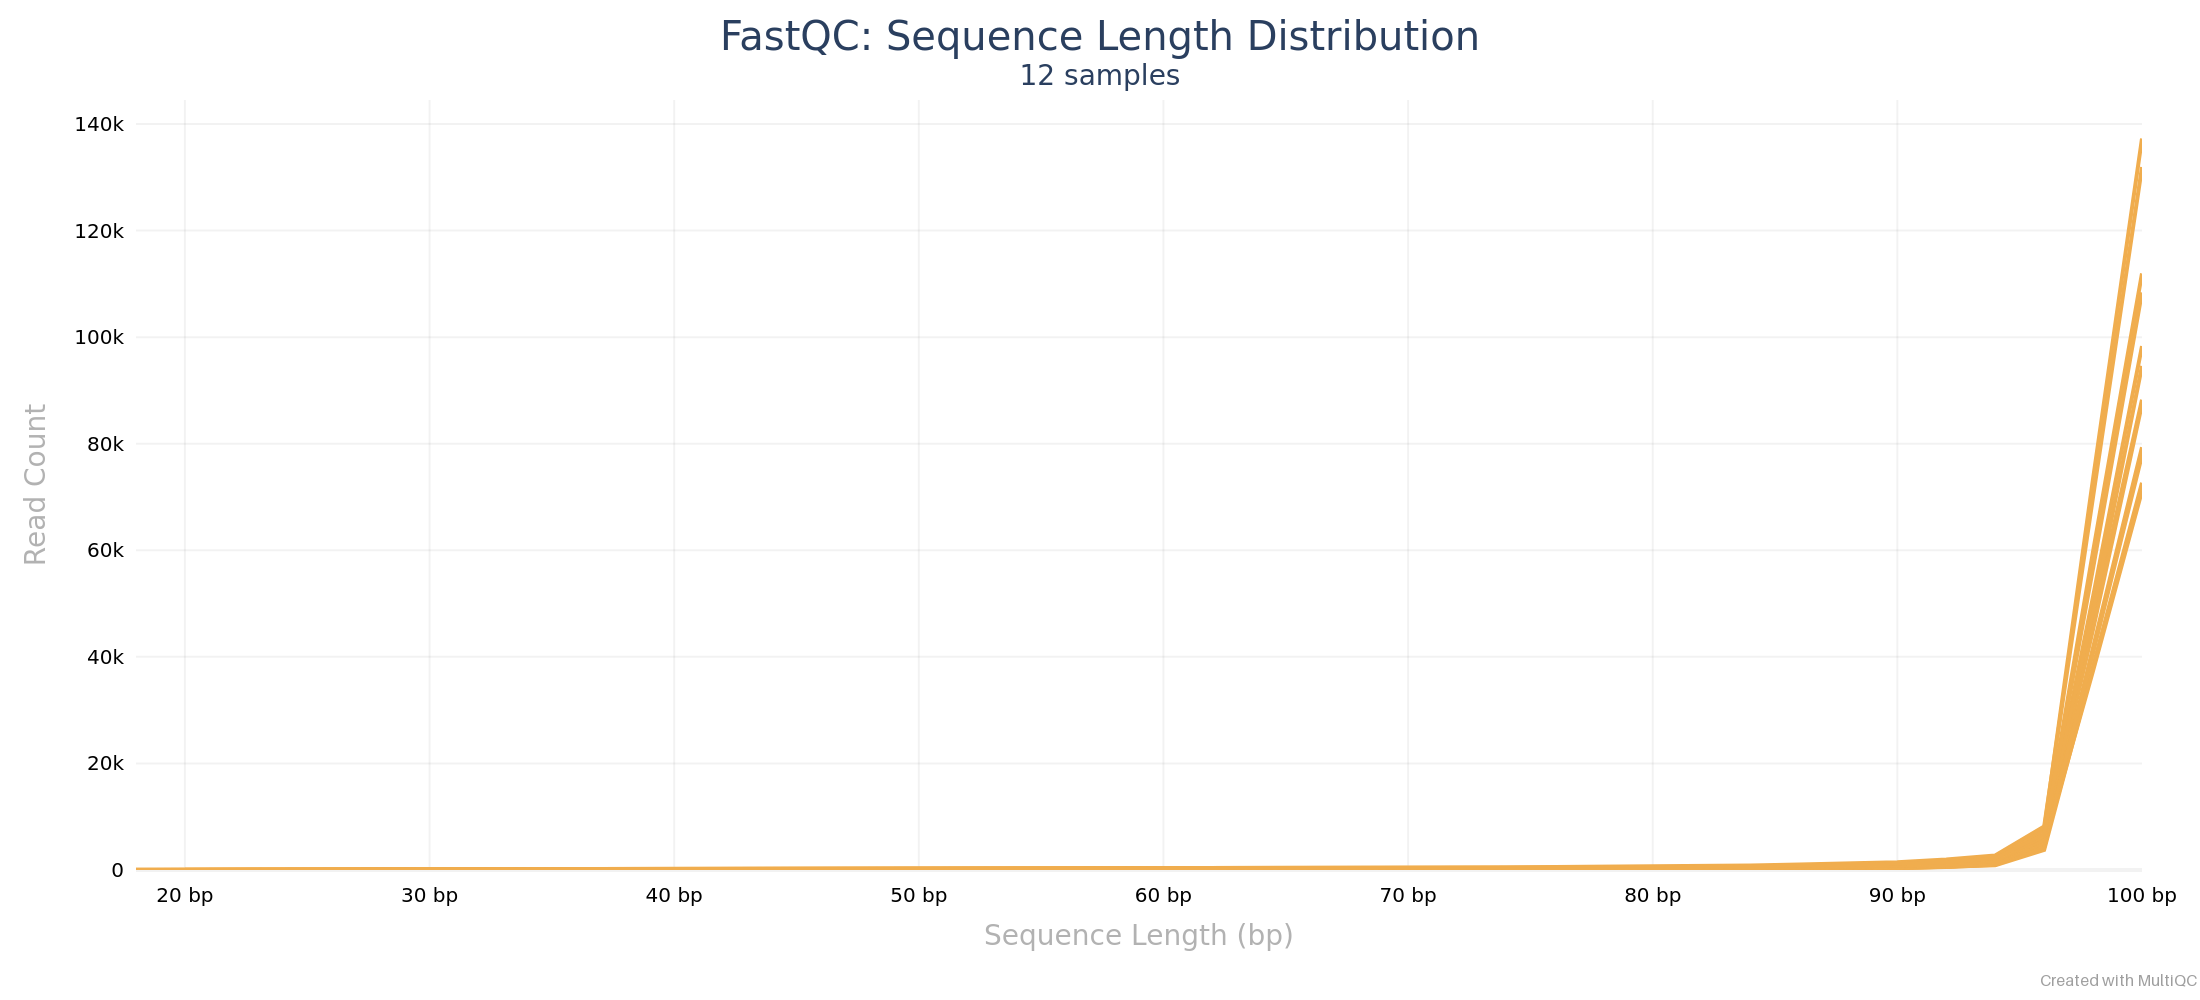 FastQC: Sequence Length Distribution
12 samples
140k
120k
100k
80k
60k
40k
20k
0
Read Count
20 bp 30 bp 40 bp 50 bp 60 bp 70 bp 80 bp 90 bp 100 bp
Sequence Length (bp)
Created with MultiQC